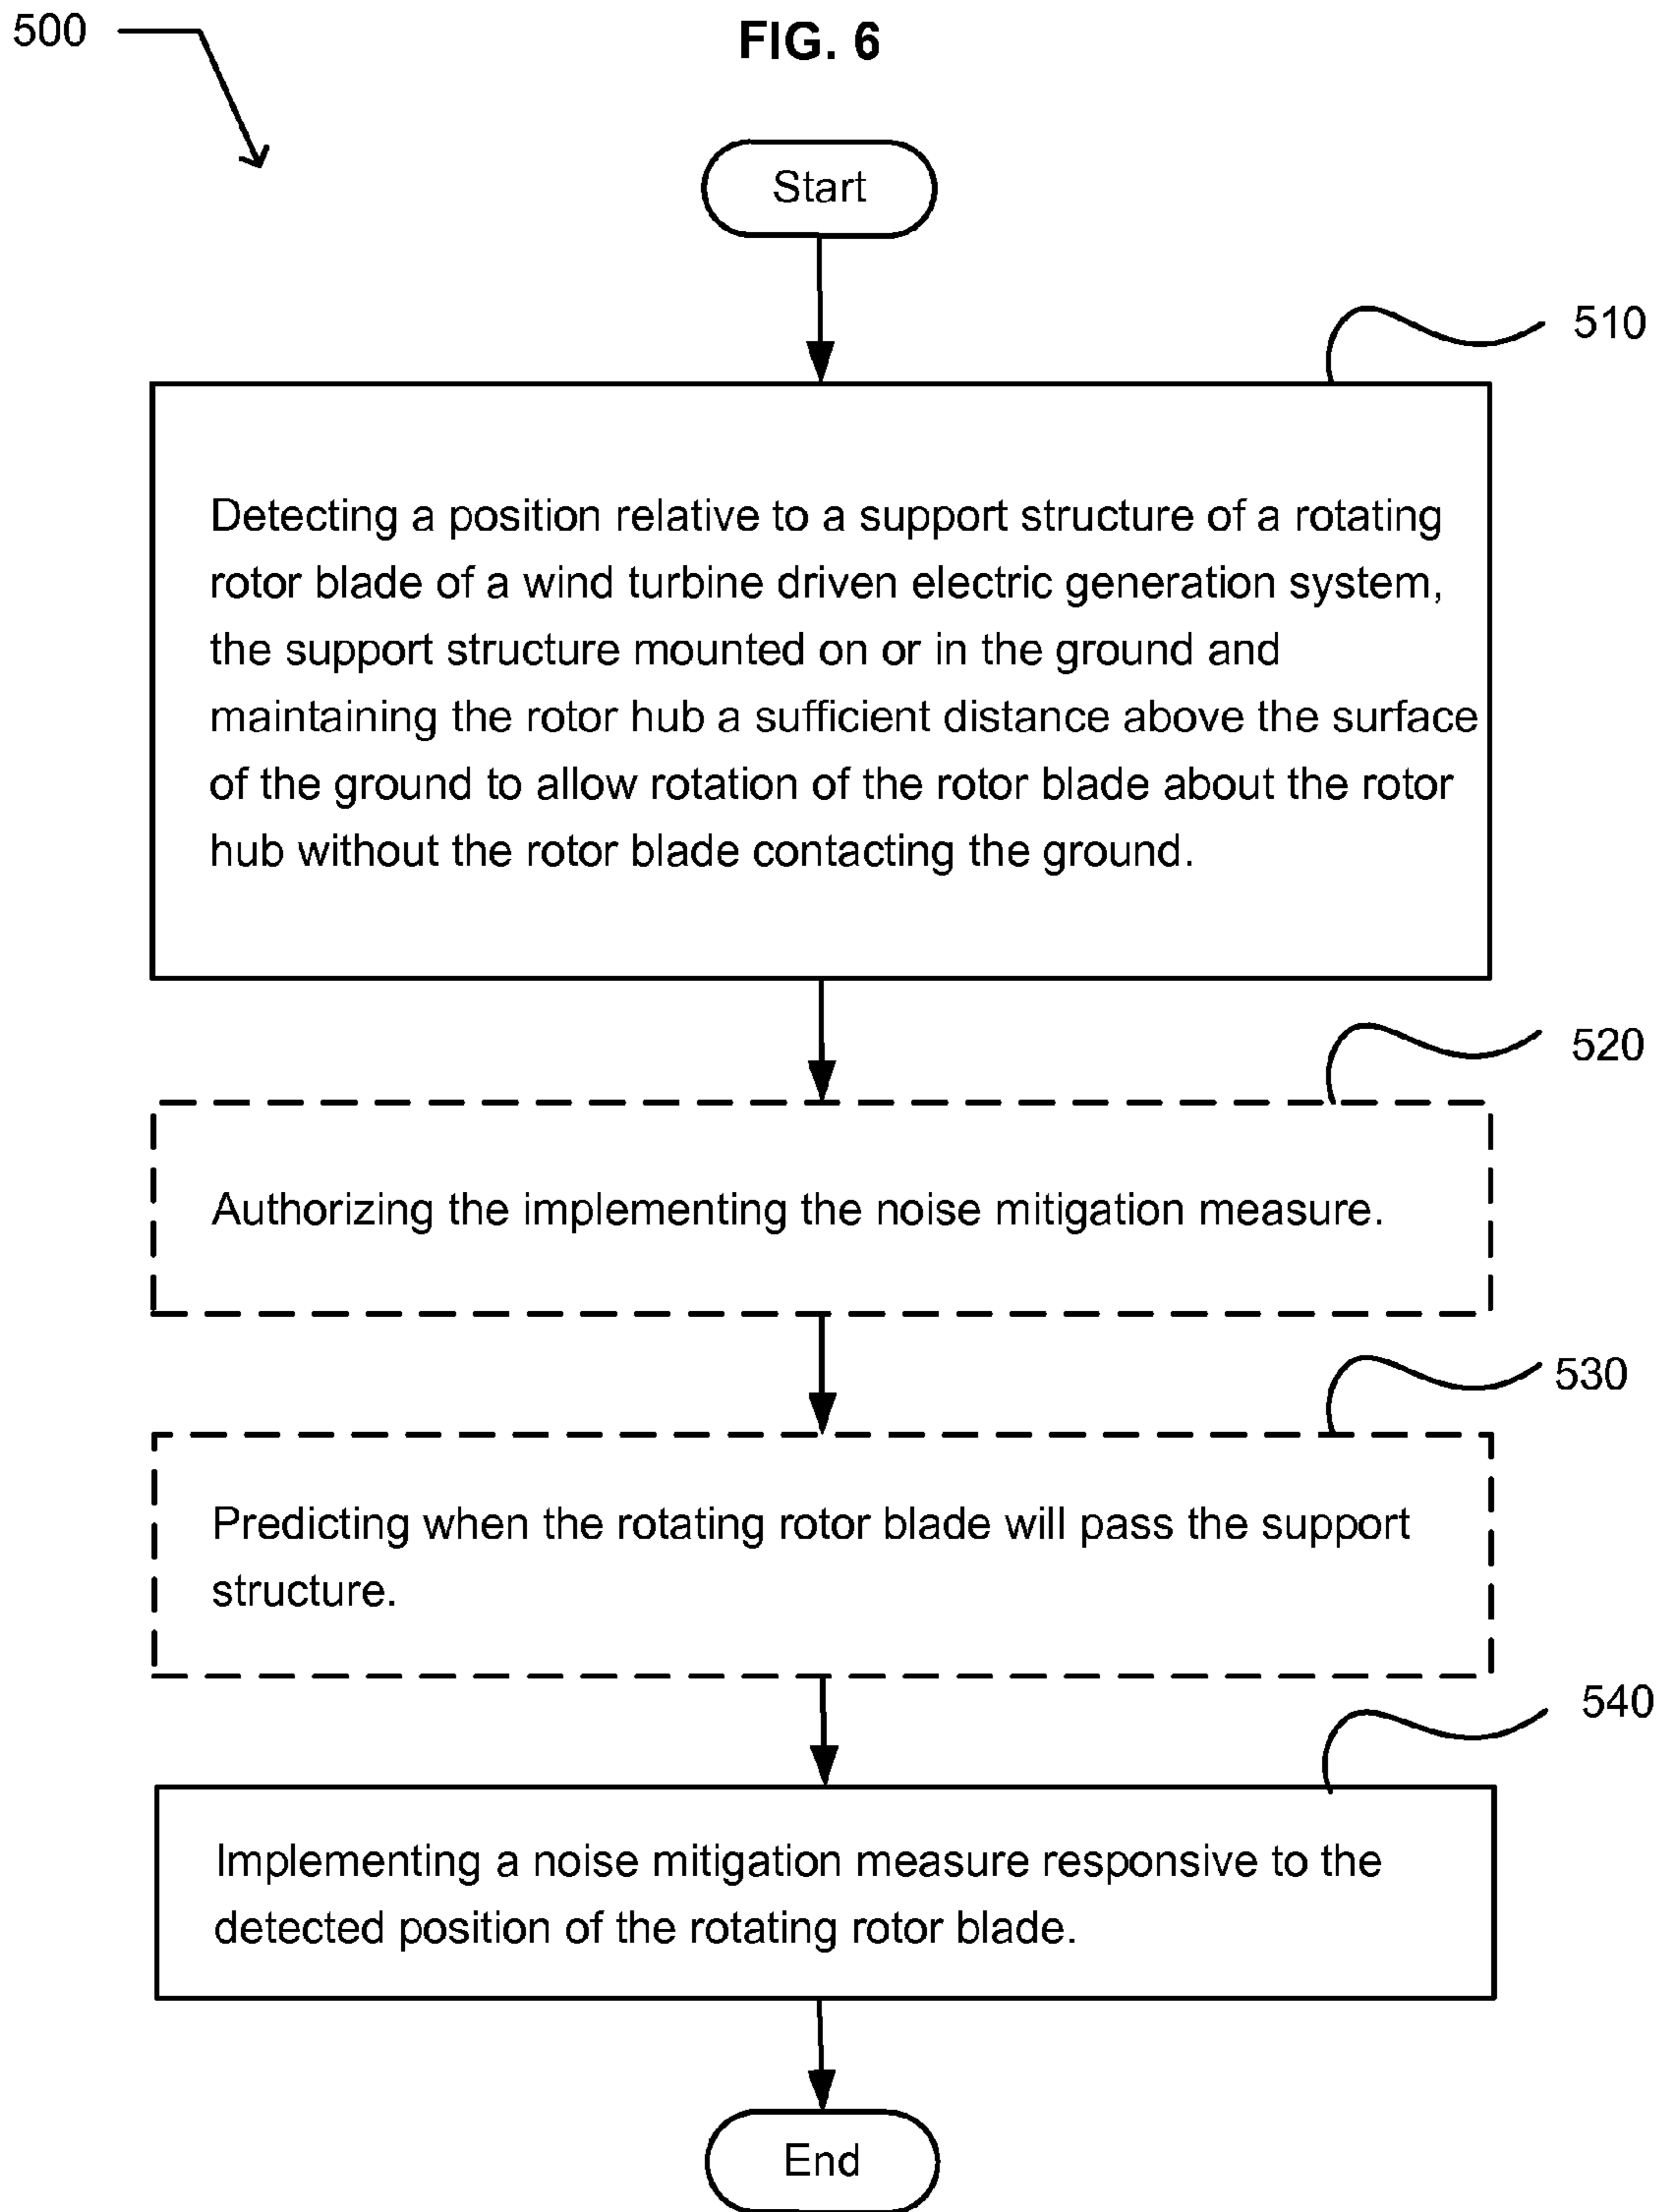 500
FIG. 6
Start
510
Detecting a position relative to a support structure of a rotating
rotor blade of a wind turbine driven electric generation system,
the support structure mounted on or in the ground and
maintaining the rotor hub a sufficient distance above the surface
of the ground to allow rotation of the rotor blade about the rotor
hub without the rotor blade contacting the ground.
520
Authorizing the implementing the noise mitigation measure.
530
Predicting when the rotating rotor blade will pass the support
structure.
540
Implementing a noise mitigation measure responsive to the
detected position of the rotating rotor blade.
End